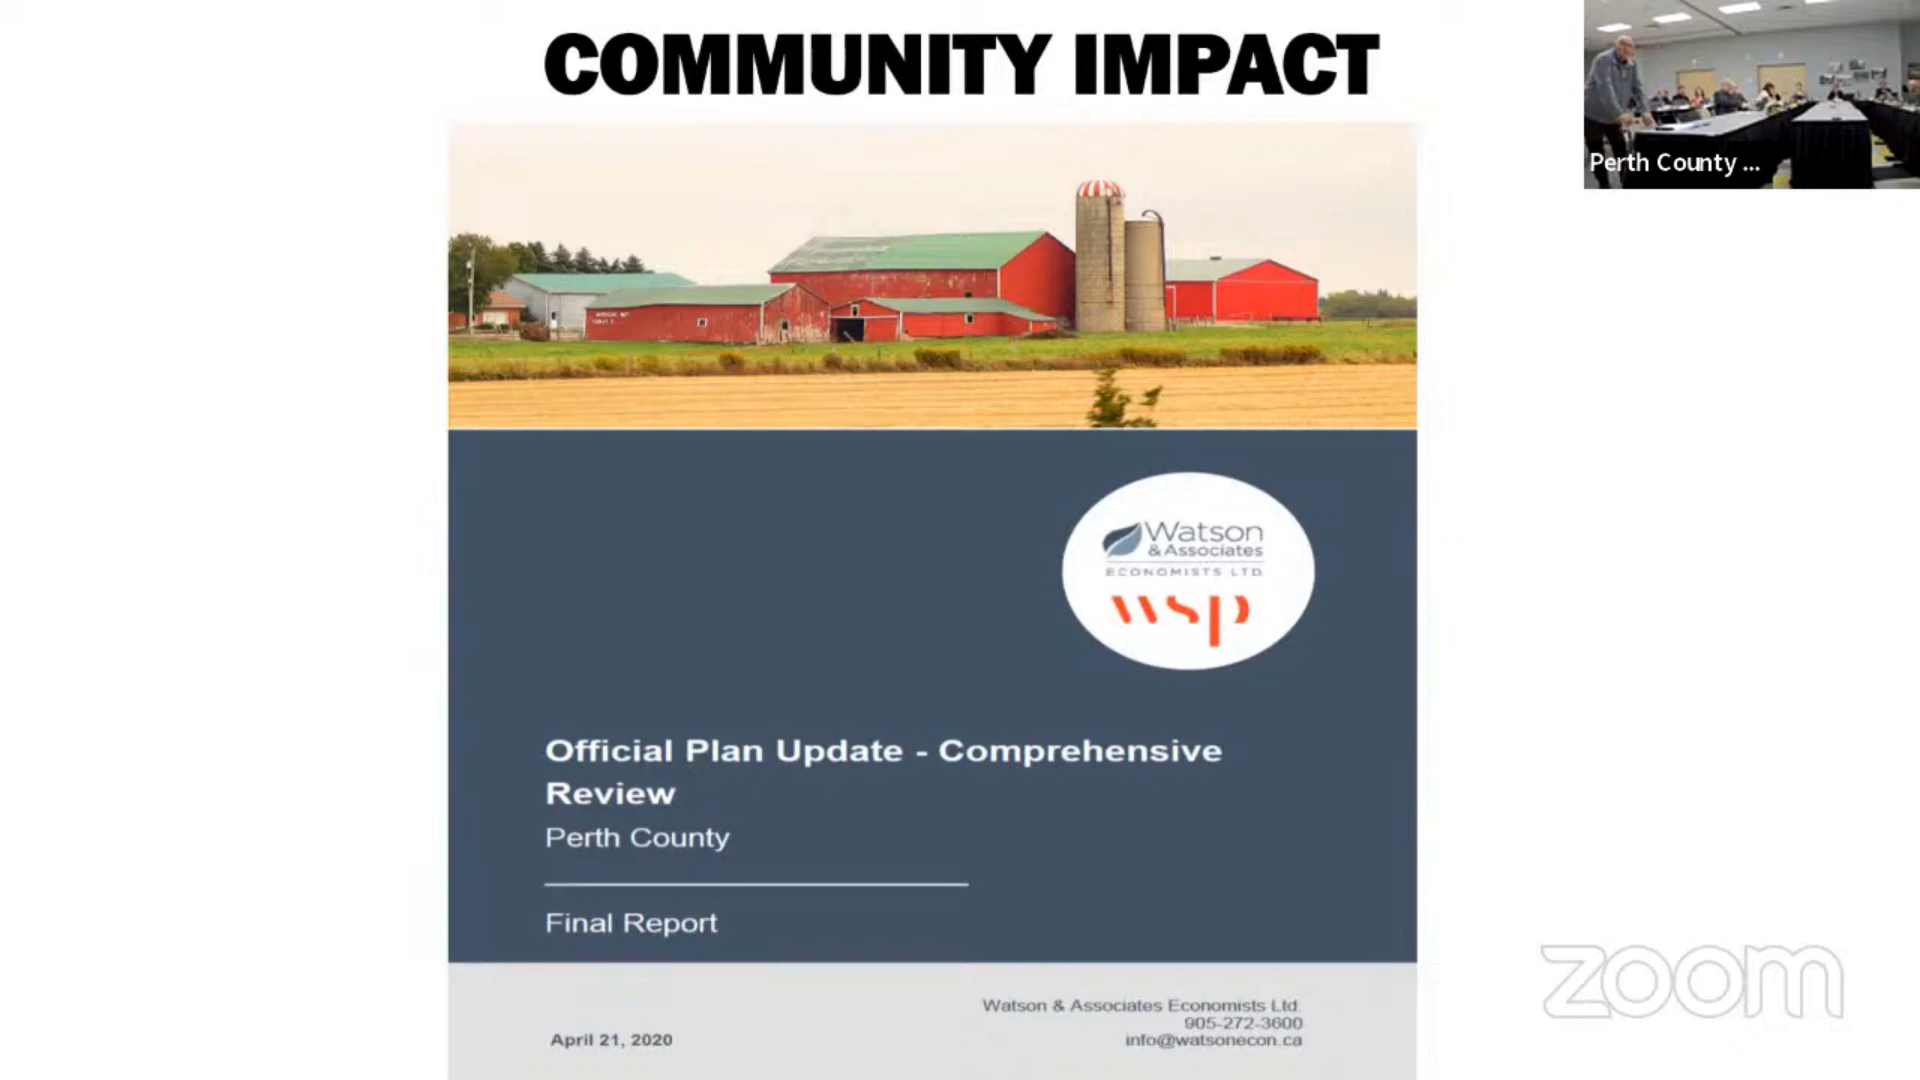 COMMUNITY IMPACT
Perth County ...
Watson
& Associates
ECONOMISTS LTD.
wsp
Official Plan Update - Comprehensive
Review
Perth County
Final Report
Watson & Associates Economists Ltd.
905-272-3600
April 21, 2020
info@watsonecon.ca
zoom